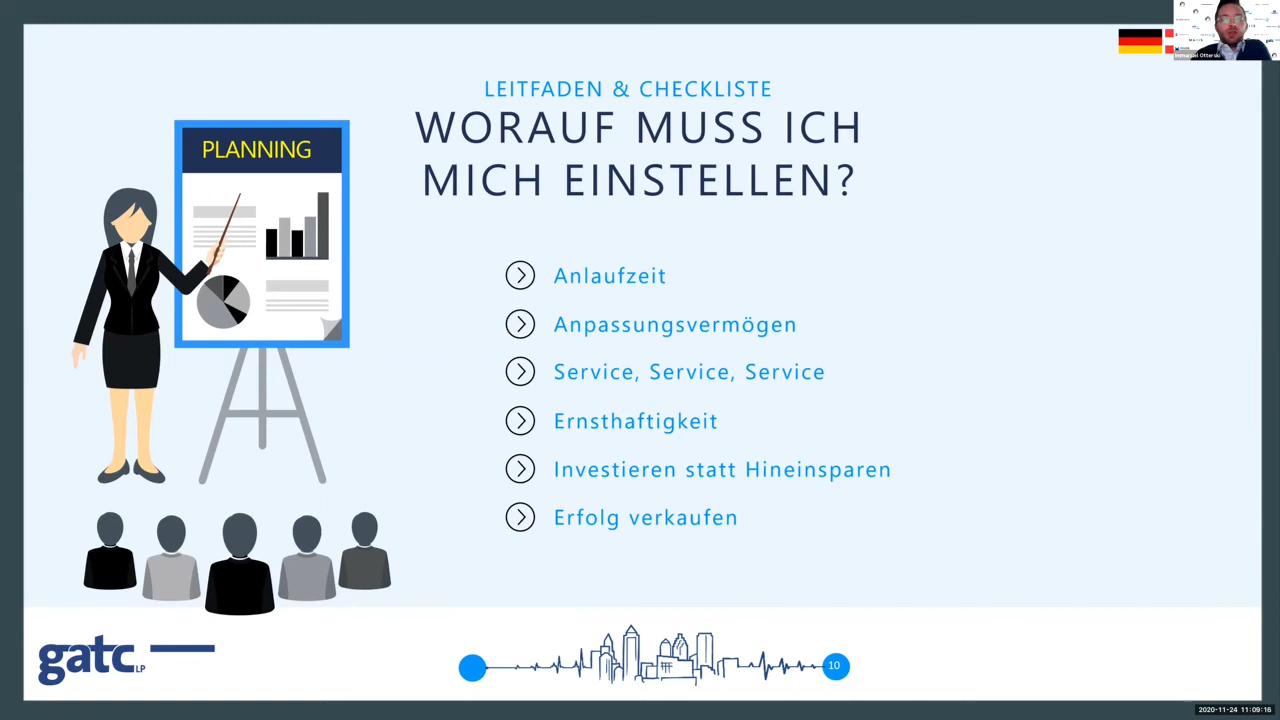 LEITFADEN & CHECKLISTE
WORAUF MUSS ICH
MICH EINSTELLEN?
PLANNING
Anlaufzeit
Anpassungsvermögen
Service, Service, Service
Ernsthaftigkeit
Investieren statt Hineinsparen
Erfolg verkaufen
gatc LP
10
2020-11-24 11:09:16